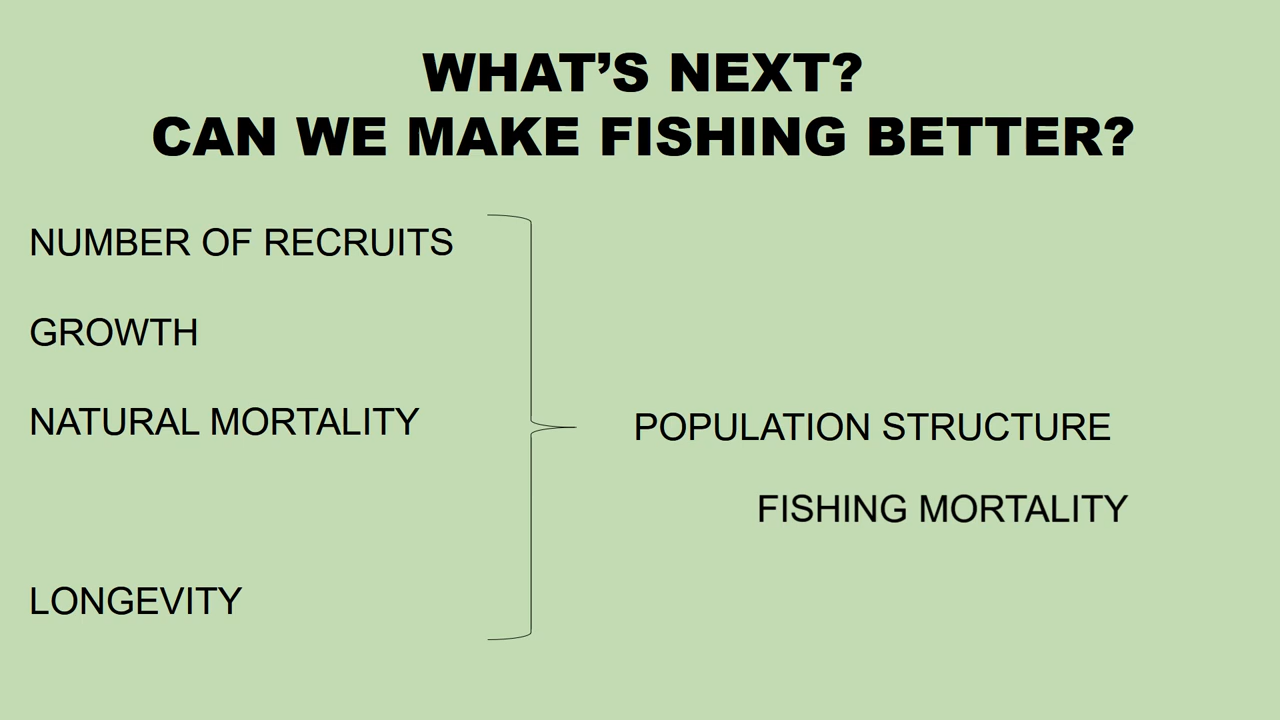 WHAT’S NEXT?
CAN WE MAKE FISHING BETTER?
NUMBER OF RECRUITS
GROWTH
NATURAL MORTALITY
LONGEVITY
POPULATION STRUCTURE
FISHING MORTALITY